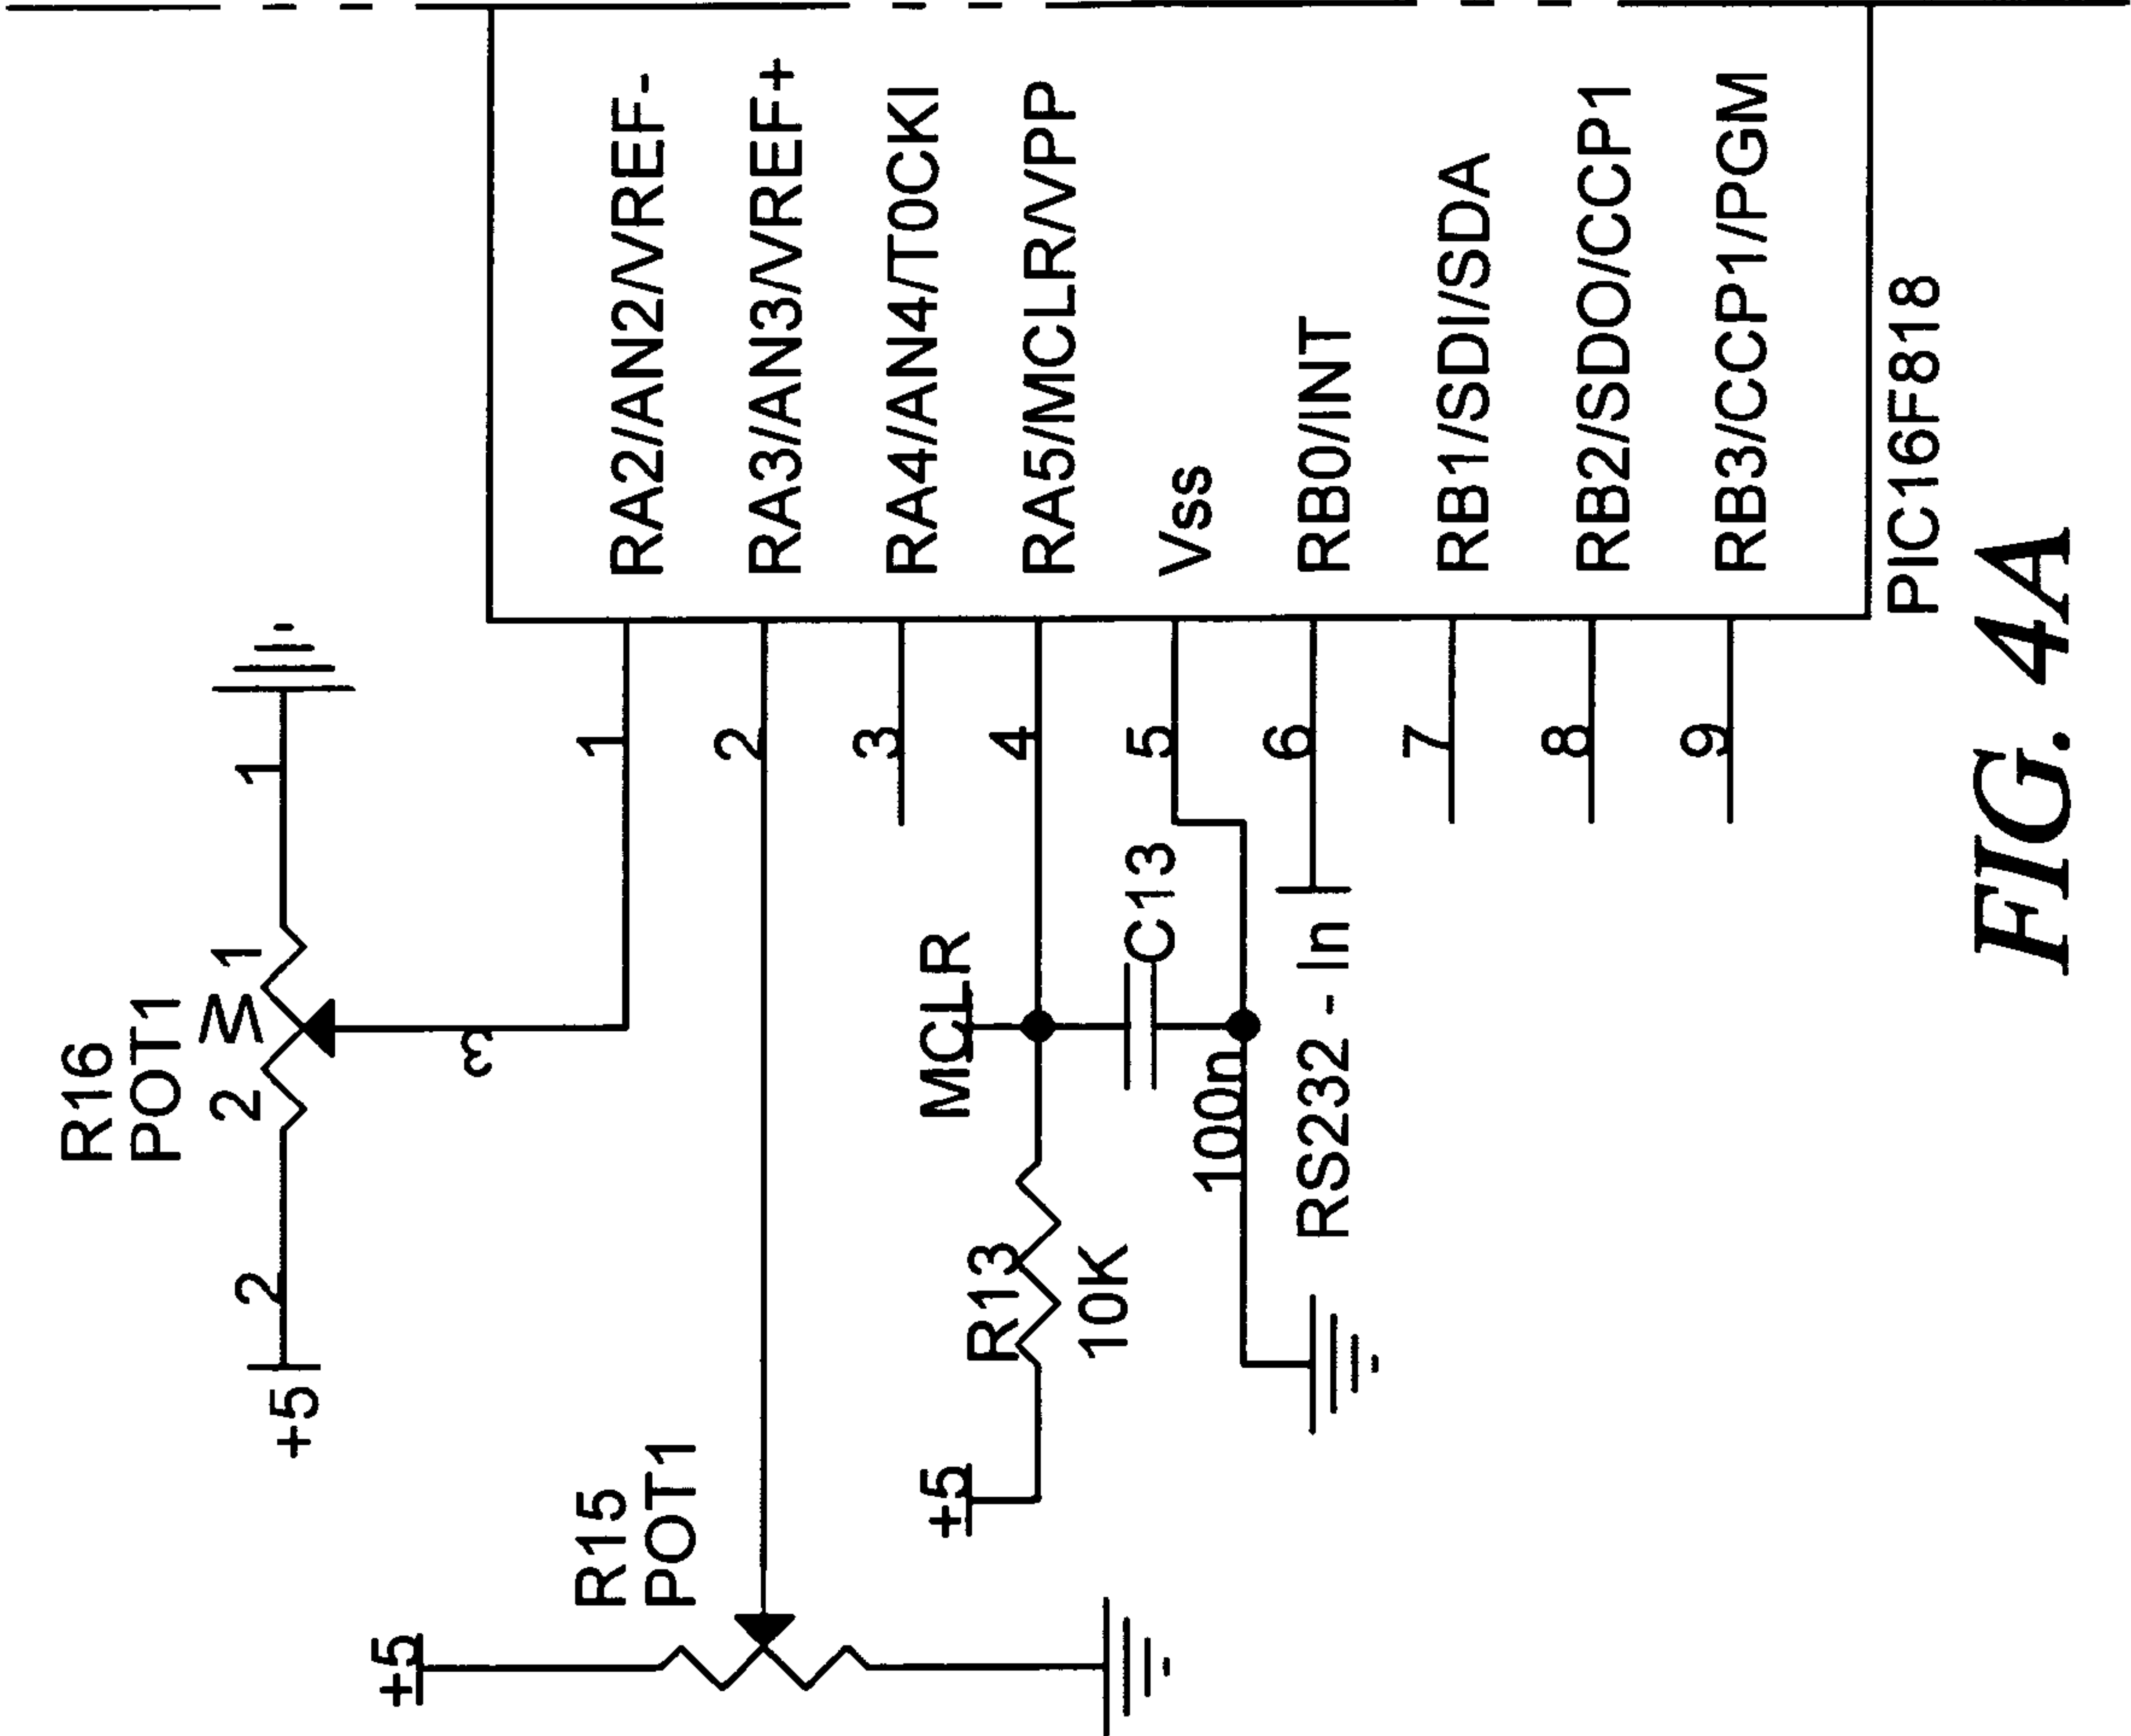 R16
POT1
+5
2
2
W
1
1
3
R15
POT1
+5
1
RA2/AN2/VREF-
2
RA3/AN3/VREF+
3
RA4/AN4/T0CKI
MCLR
+5
R13
10K
4
RA5/MCLR/VPP
C13
100n
5
Vss
RS232 - In
6
RB0/INT
7
RB1/SDI/SDA
8
RB2/SDO/CCP1
9
RB3/CCP1/PGM
PIC16F818
FIG. 4A